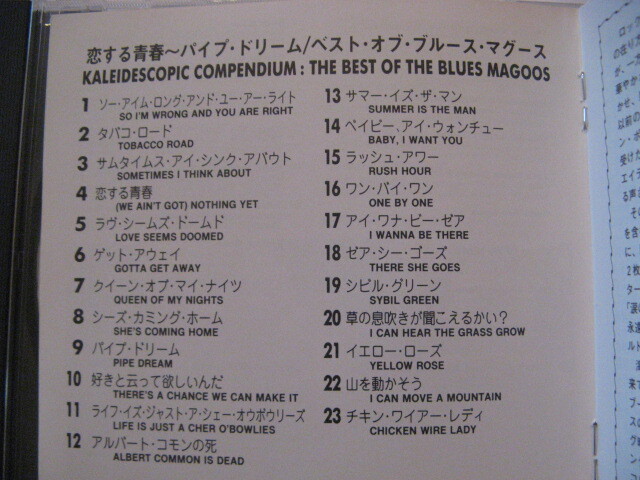 恋する青春～パイプ・ドリーム/ベスト・オブ・ブルース・マグース
KALEIDESCOPIC COMPENDIUM : THE BEST OF THE BLUES MAGOOS
1 ソー・アイム・ロング・アンド・ユー・アー・ライト
SO I'M WRONG AND YOU ARE RIGHT
2 タバコ・ロード
TOBACCO ROAD
3 サムタイムス・アイ・シンク・アバウト
SOMETIMES I THINK ABOUT
4 恋する青春
(WE AIN'T GOT) NOTHING YET
5 ラヴ・シームズ・ドームド
LOVE SEEMS DOOMED
6 ゲット・アウェイ
GOTTA GET AWAY
7 クイーン・オブ・マイ・ナイツ
QUEEN OF MY NIGHTS
8 シーズ・カミング・ホーム
SHE'S COMING HOME
9 パイプ・ドリーム
PIPE DREAM
10 好きと云って欲しいんだ
THERE'S A CHANCE WE CAN MAKE IT
11 ライフ・イズ・ジャスト・ア・シェー・オウボウリーズ
LIFE IS JUST A CHER O'BOWLIES
12 アルバート・コモンの死
ALBERT COMMON IS DEAD
13 サマー・イズ・ザ・マン
SUMMER IS THE MAN
14 ベイビー、アイ・ウォンチュー
BABY, I WANT YOU
15 ラッシュ・アワー
RUSH HOUR
16 ワン・バイ・ワン
ONE BY ONE
17 アイ・ワナ・ビー・ゼア
I WANNA BE THERE
18 ゼア・シー・ゴーズ
THERE SHE GOES
19 シビル・グリーン
SYBIL GREEN
20 草の息吹きが聞こえるかい?
I CAN HEAR THE GRASS GROW
21 イエロー・ローズ
YELLOW ROSE
22 山を動かそう
I CAN MOVE A MOUNTAIN
23 チキン・ワイアー・レディ
CHICKEN WIRE LADY